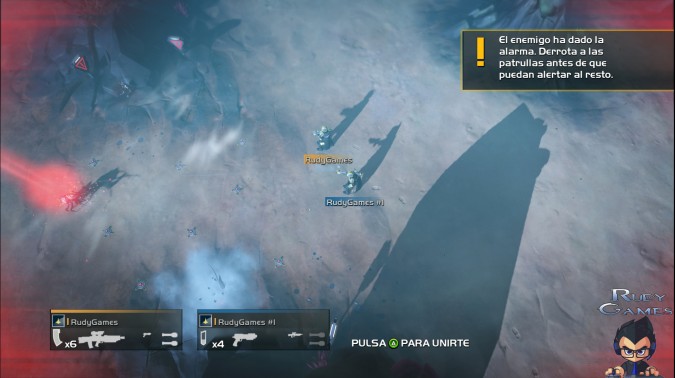 El enemigo ha dado la
alarma. Derrota a las
patrullas antes de que
puedan alertar al resto.
RudyGames
RudyGames #1
RUDY
GAMES
RudyGames
x6
RudyGames #1
x4
PULSA A PARA UNIRTE